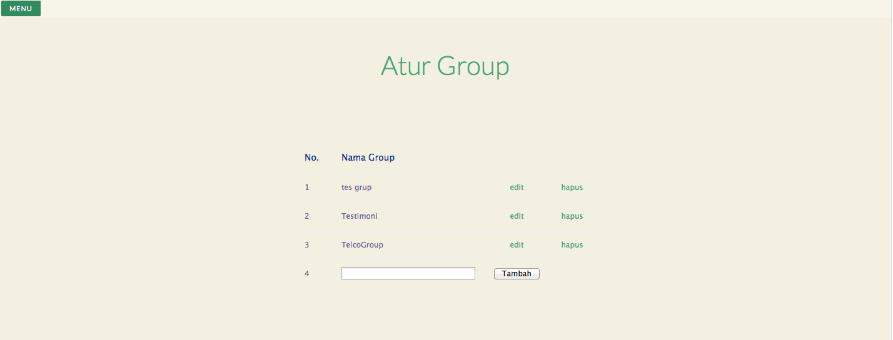 MENU
Atur Group
No. Nama Group
1 tes grup edit hapus
2 Testimoni edit hapus
3 TelcoGroup edit hapus
4 Tambah